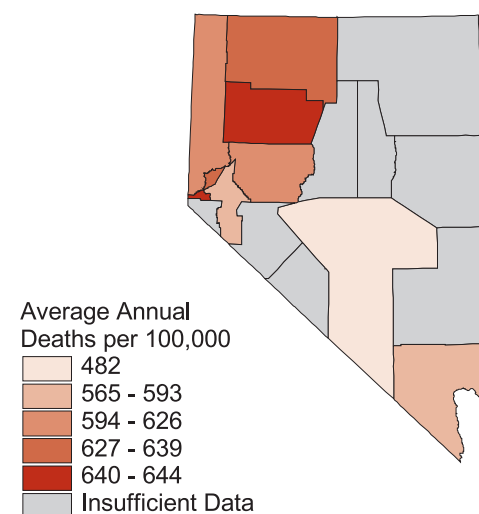 Average Annual
Deaths per 100,000
482
565 - 593
594 - 626
627 - 639
640 - 644
Insufficient Data